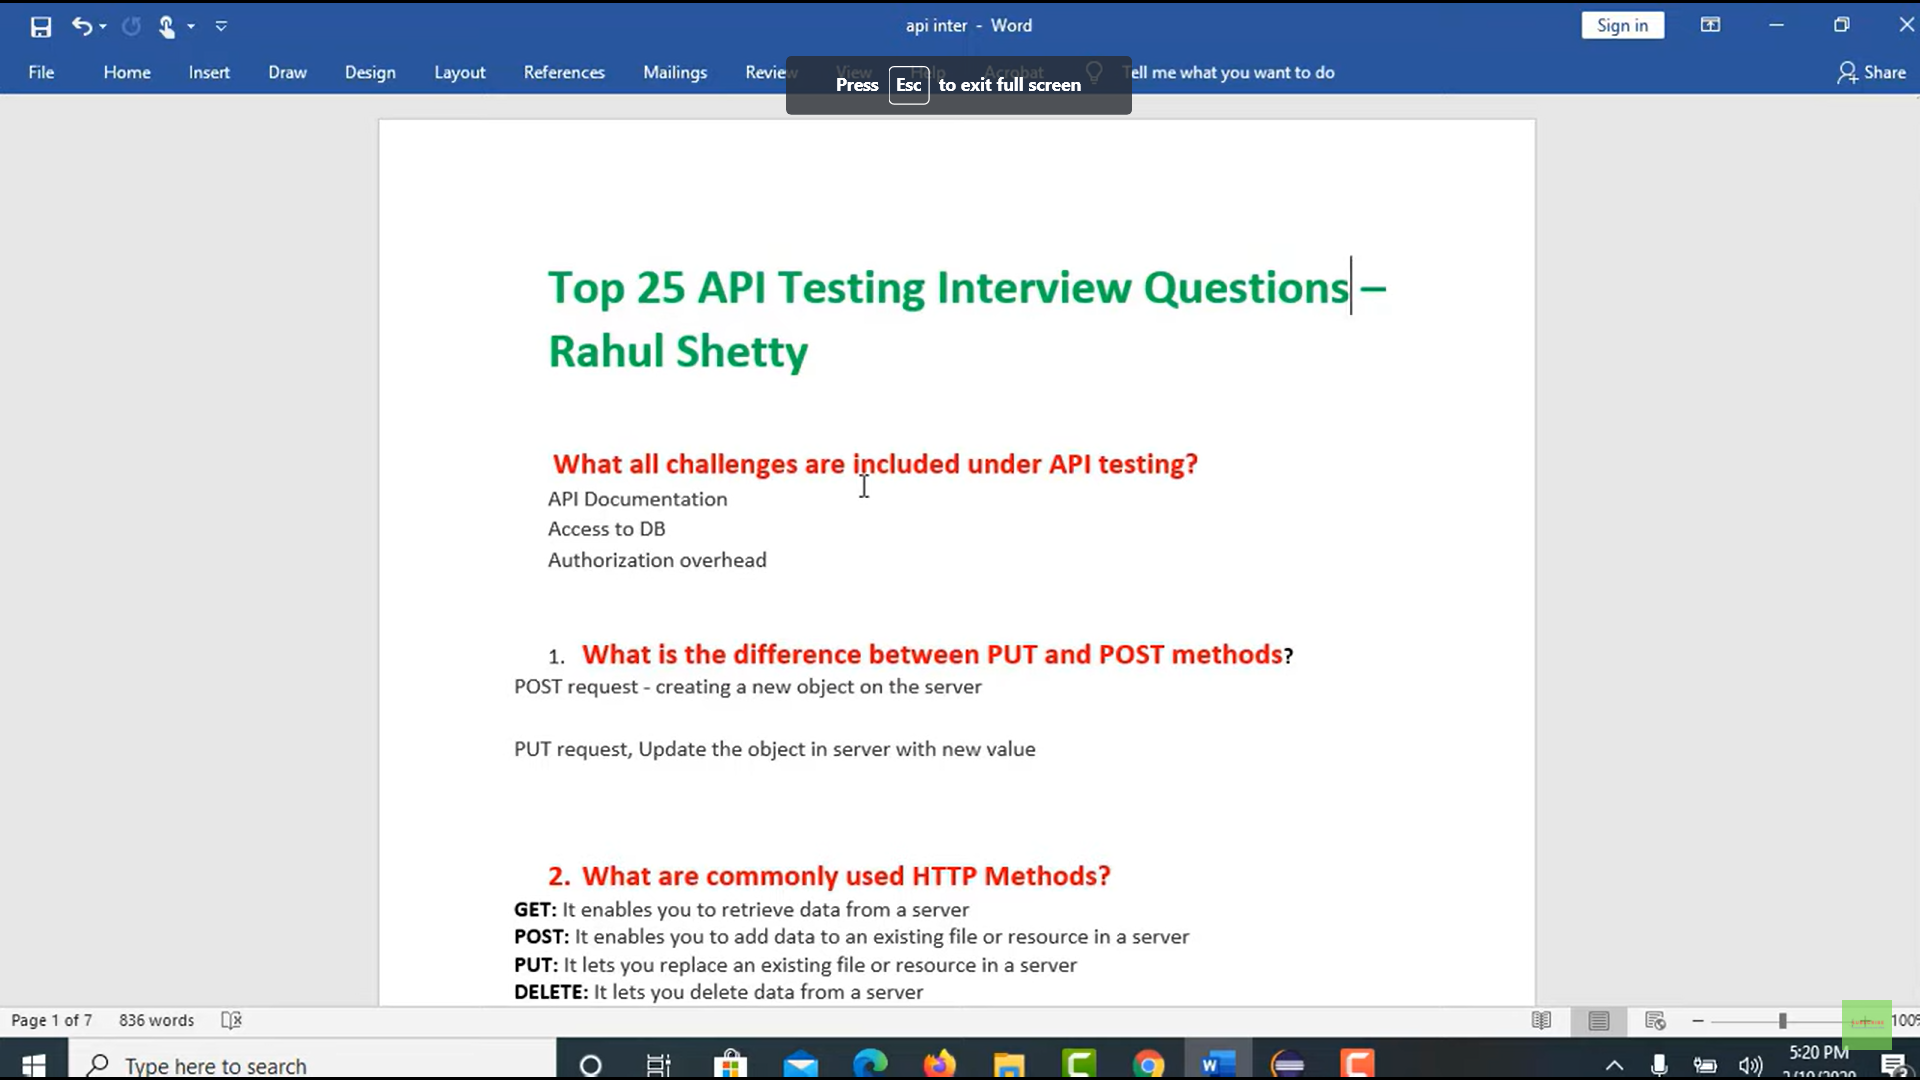 api inter - Word
Sign in
File Home Insert Draw Design Layout References Mailings Review View Help Acrobat Tell me what you want to do Share
Press Esc to exit full screen
Top 25 API Testing Interview Questions –
Rahul Shetty
What all challenges are included under API testing?
API Documentation
Access to DB
Authorization overhead
1. What is the difference between PUT and POST methods?
POST request - creating a new object on the server
PUT request, Update the object in server with new value
2. What are commonly used HTTP Methods?
GET: It enables you to retrieve data from a server
POST: It enables you to add data to an existing file or resource in a server
PUT: It lets you replace an existing file or resource in a server
DELETE: It lets you delete data from a server
Page 1 of 7 836 words
Type here to search
5:20 PM